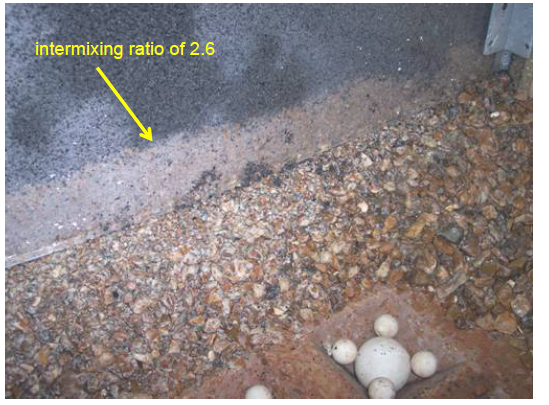 intermixing ratio of 2.6